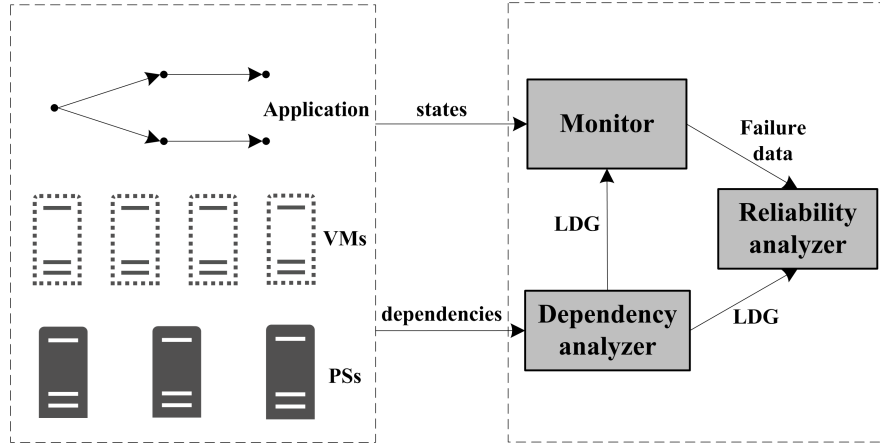 Application
states
Monitor
Failure
data
VMs
LDG
Reliability
analyzer
dependencies
Dependency
analyzer
LDG
PSs